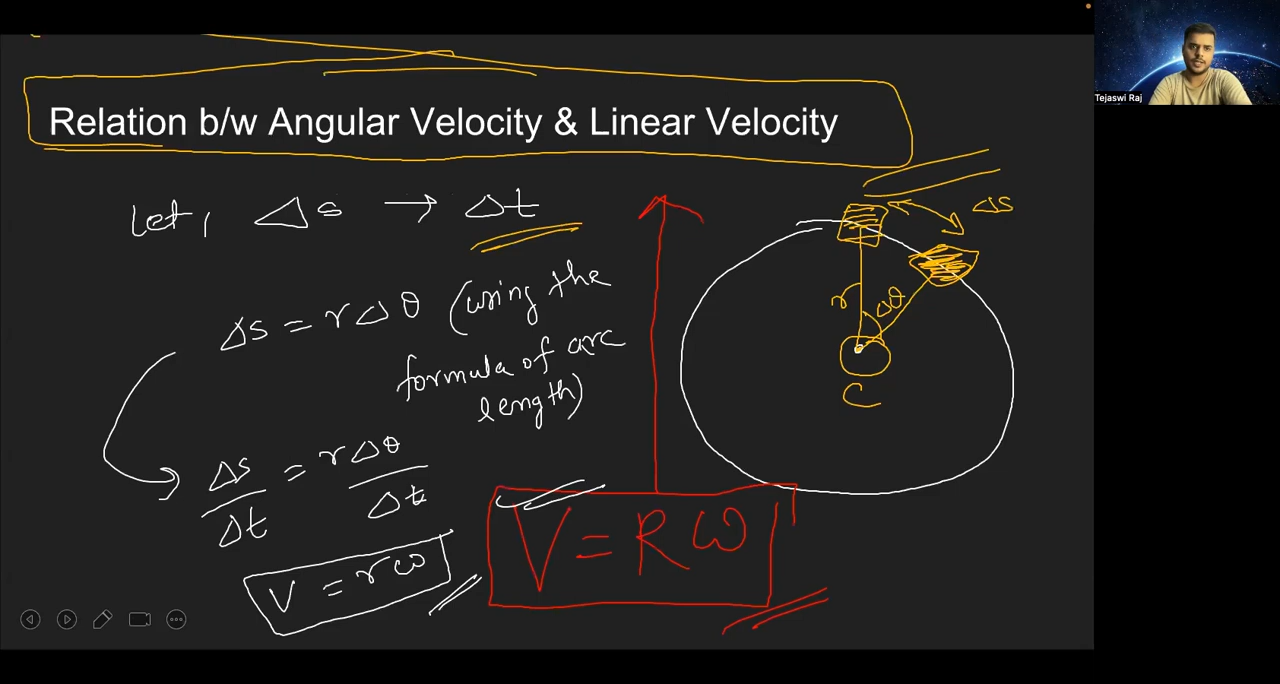 Relation b/w Angular Velocity & Linear Velocity
Tejaswi Raj
Let, Δs → Δt
Δs = rΔθ (using the
formula of arc
length)
Δs/Δt = rΔθ/Δt
V = rω
V = Rω
Δs
r
Δθ
C